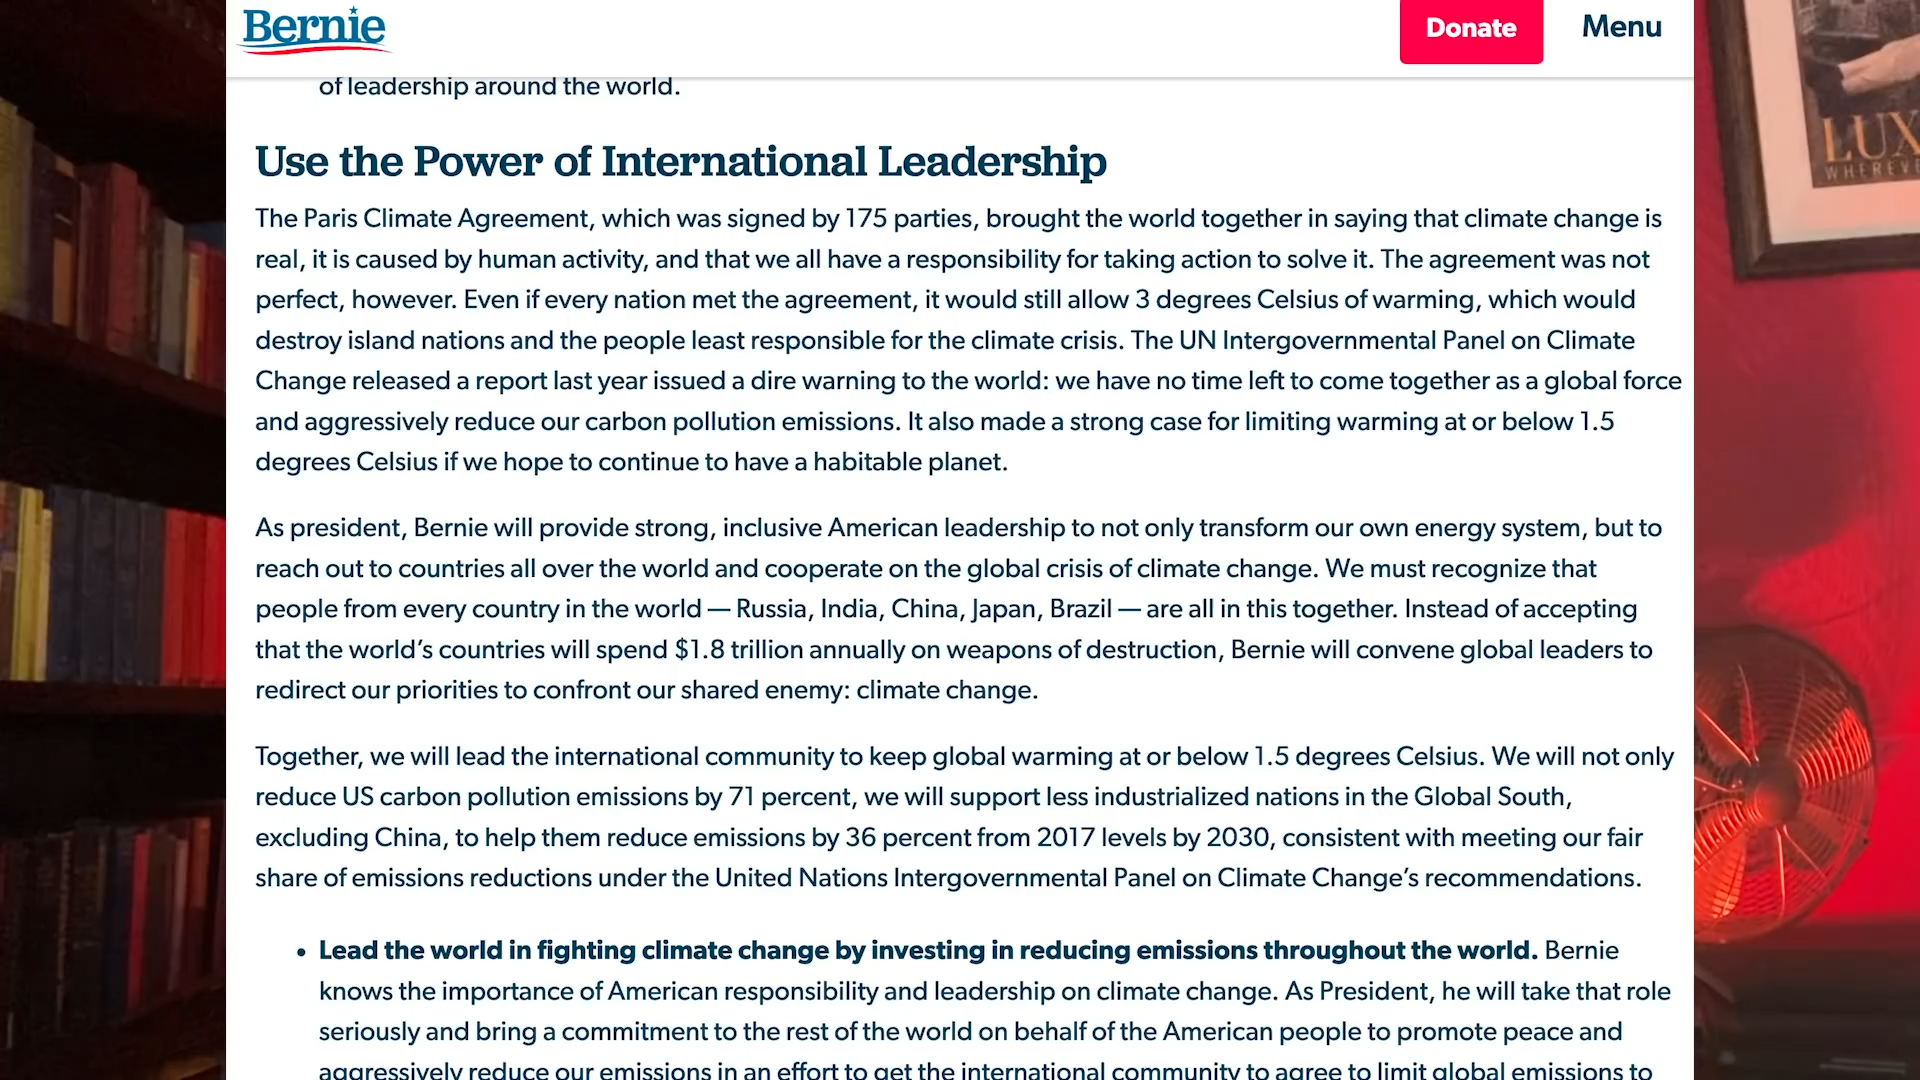 Bernie
Donate
Menu
of leadership around the world.
Use the Power of International Leadership
The Paris Climate Agreement, which was signed by 175 parties, brought the world together in saying that climate change is
real, it is caused by human activity, and that we all have a responsibility for taking action to solve it. The agreement was not
perfect, however. Even if every nation met the agreement, it would still allow 3 degrees Celsius of warming, which would
destroy island nations and the people least responsible for the climate crisis. The UN Intergovernmental Panel on Climate
Change released a report last year issued a dire warning to the world: we have no time left to come together as a global force
and aggressively reduce our carbon pollution emissions. It also made a strong case for limiting warming at or below 1.5
degrees Celsius if we hope to continue to have a habitable planet.
As president, Bernie will provide strong, inclusive American leadership to not only transform our own energy system, but to
reach out to countries all over the world and cooperate on the global crisis of climate change. We must recognize that
people from every country in the world — Russia, India, China, Japan, Brazil — are all in this together. Instead of accepting
that the world’s countries will spend $1.8 trillion annually on weapons of destruction, Bernie will convene global leaders to
redirect our priorities to confront our shared enemy: climate change.
Together, we will lead the international community to keep global warming at or below 1.5 degrees Celsius. We will not only
reduce US carbon pollution emissions by 71 percent, we will support less industrialized nations in the Global South,
excluding China, to help them reduce emissions by 36 percent from 2017 levels by 2030, consistent with meeting our fair
share of emissions reductions under the United Nations Intergovernmental Panel on Climate Change’s recommendations.
• Lead the world in fighting climate change by investing in reducing emissions throughout the world. Bernie
knows the importance of American responsibility and leadership on climate change. As President, he will take that role
seriously and bring a commitment to the rest of the world on behalf of the American people to promote peace and
aggressively reduce our emissions in an effort to get the international community to agree to limit global emissions to
LUX
WHEREVE